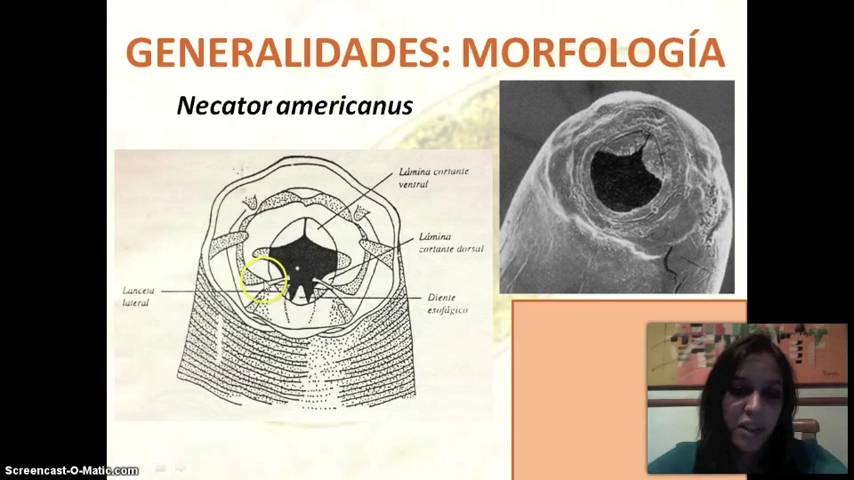 GENERALIDADES: MORFOLOGÍA
Necator americanus
Lámina cortante
ventral
Lámina
cortante dorsal
Lanceta
lateral
Diente
esofágico
Screencast-O-Matic.com